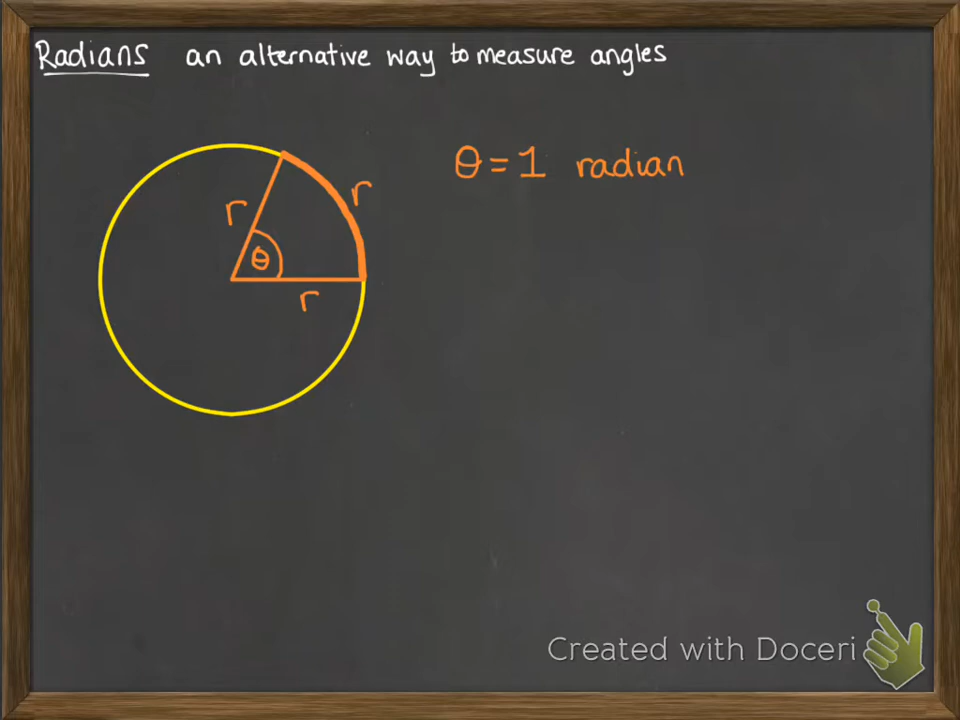 Radians an alternative way to measure angles
θ = 1 radian
r
r
θ
r
Created with Doceri